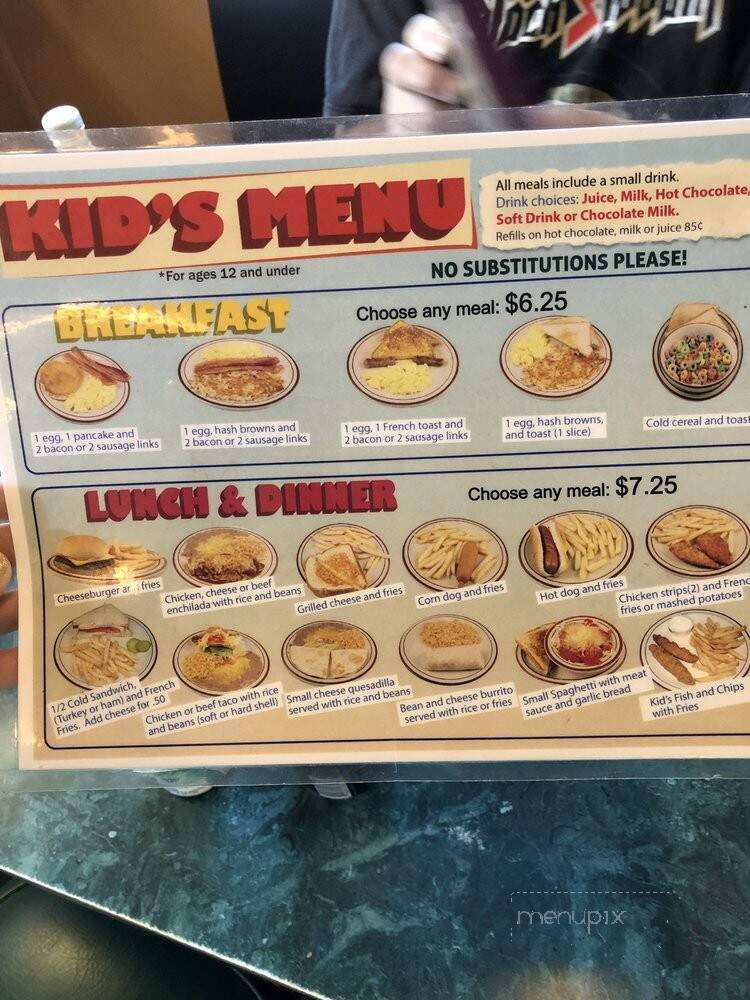 KID'S MENU
*For ages 12 and under
All meals include a small drink.
Drink choices: Juice, Milk, Hot Chocolate,
Soft Drink or Chocolate Milk.
Refills on hot chocolate, milk or juice 85¢
NO SUBSTITUTIONS PLEASE!
BREAKFAST
Choose any meal: $6.25
1 egg, 1 pancake and
2 bacon or 2 sausage links
1 egg, hash browns and
2 bacon or 2 sausage links
1 egg, 1 French toast and
2 bacon or 2 sausage links
1 egg, hash browns,
and toast (1 slice)
Cold cereal and toast
LUNCH & DINNER
Choose any meal: $7.25
Cheeseburger and fries
Chicken, cheese or beef
enchilada with rice and beans
Grilled cheese and fries
Corn dog and fries
Hot dog and fries
Chicken strips(2) and Frenc
fries or mashed potatoes
1/2 Cold Sandwich,
(Turkey or ham) and French
Fries. Add cheese for .50
Chicken or beef taco with rice
and beans (soft or hard shell)
Small cheese quesadilla
served with rice and beans
Bean and cheese burrito
served with rice or fries
Small Spaghetti with meat
sauce and garlic bread
Kid's Fish and Chips
with Fries
menupix